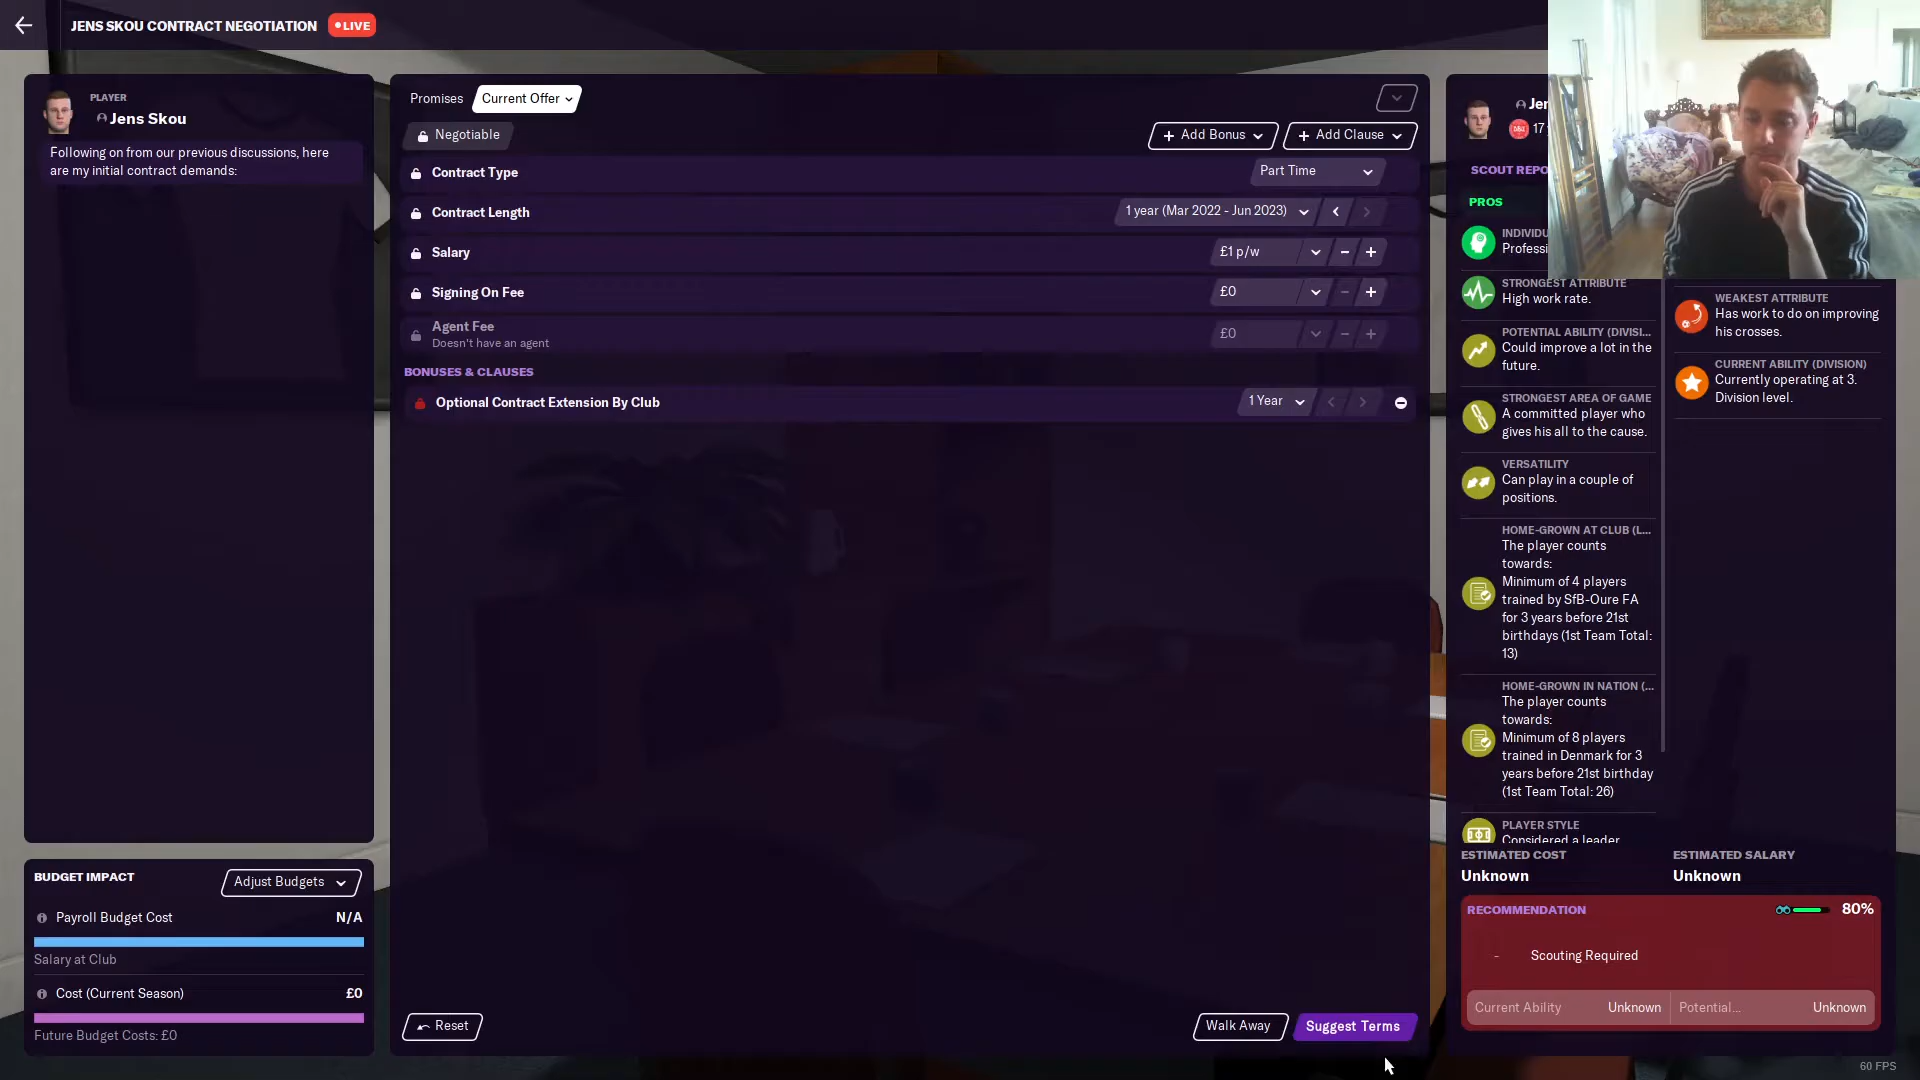 JENS SKOU CONTRACT NEGOTIATION
LIVE
PLAYER
Jens Skou
Following on from our previous discussions, here
are my initial contract demands:
Promises
Current Offer
Negotiable
Add Bonus
Add Clause
Contract Type
Part Time
Contract Length
1 year (Mar 2022 - Jun 2023)
Salary
£1 p/w
Signing On Fee
£0
Agent Fee
Doesn't have an agent
£0
BONUSES & CLAUSES
Optional Contract Extension By Club
1 Year
Reset
Walk Away
Suggest Terms
BUDGET IMPACT
Adjust Budgets
Payroll Budget Cost
N/A
Salary at Club
Cost (Current Season)
£0
Future Budget Costs: £0
Jen
17
SCOUT REPO
PROS
INDIVIDU
Professi
STRONGEST ATTRIBUTE
High work rate.
POTENTIAL ABILITY (DIVISI...
Could improve a lot in the
future.
STRONGEST AREA OF GAME
A committed player who
gives his all to the cause.
VERSATILITY
Can play in a couple of
positions.
HOME-GROWN AT CLUB (L...
The player counts
towards:
Minimum of 4 players
trained by SfB-Oure FA
for 3 years before 21st
birthdays (1st Team Total:
13)
HOME-GROWN IN NATION (...
The player counts
towards:
Minimum of 8 players
trained in Denmark for 3
years before 21st birthday
(1st Team Total: 26)
PLAYER STYLE
Considered a leader
WEAKEST ATTRIBUTE
Has work to do on improving
his crosses.
CURRENT ABILITY (DIVISION)
Currently operating at 3.
Division level.
ESTIMATED COST
Unknown
ESTIMATED SALARY
Unknown
RECOMMENDATION
80%
- Scouting Required
Current Ability
Unknown
Potential...
Unknown
60 FPS